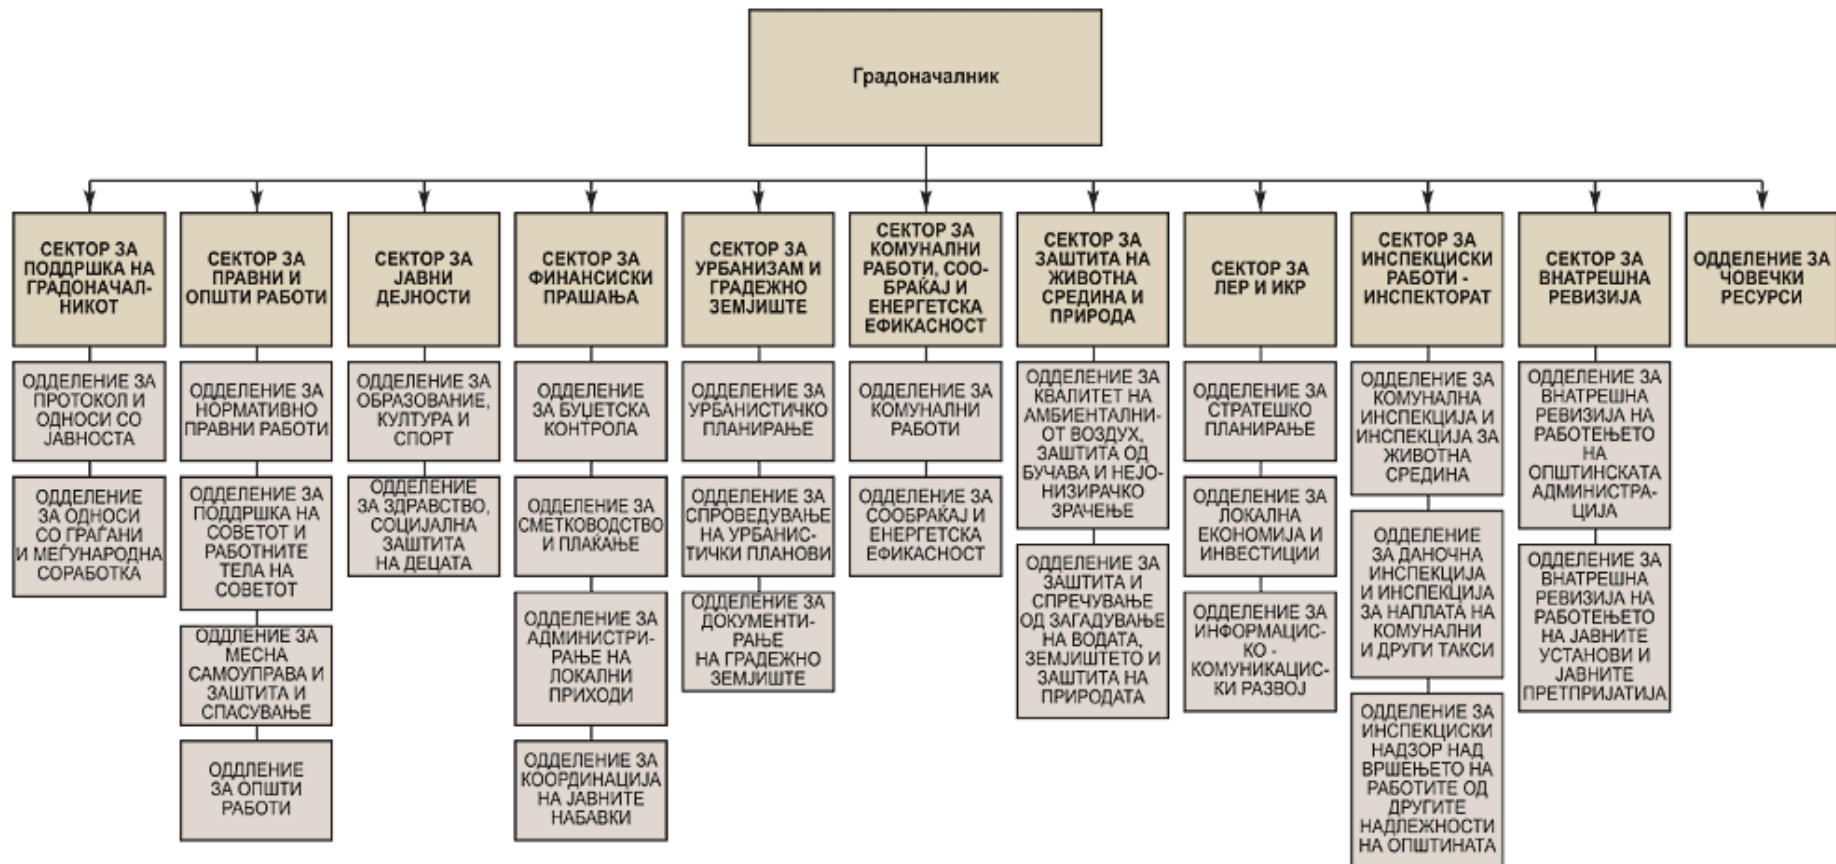 Градоначалник
СЕКТОР ЗА
ПОДДРШКА НА
ГРАДОНАЧАЛ-
НИКОТ
СЕКТОР ЗА
ПРАВНИ И
ОПШТИ РАБОТИ
СЕКТОР ЗА
ЈАВНИ
ДЕЈНОСТИ
СЕКТОР ЗА
ФИНАНСИСКИ
ПРАШАЊА
СЕКТОР ЗА
УРБАНИЗАМ И
ГРАДЕЖНО
ЗЕМЈИШТЕ
СЕКТОР ЗА
КОМУНАЛНИ
РАБОТИ, СОО-
БРАЌАЈ И
ЕНЕРГЕТСКА
ЕФИКАСНОСТ
СЕКТОР ЗА
ЗАШТИТА НА
ЖИВОТНА
СРЕДИНА И
ПРИРОДА
СЕКТОР ЗА
ЛЕР И ИКР
СЕКТОР ЗА
ИНСПЕКЦИСКИ
РАБОТИ -
ИНСПЕКТОРАТ
СЕКТОР ЗА
ВНАТРЕШНА
РЕВИЗИЈА
ОДДЕЛЕНИЕ ЗА
ЧОВЕЧКИ
РЕСУРСИ
ОДДЕЛЕНИЕ ЗА
ПРОТОКОЛ И
ОДНОСИ СО
ЈАВНОСТА
ОДДЕЛЕНИЕ
ЗА ОДНОСИ
СО ГРАЃАНИ
И МЕЃУНАРОДНА
СОРАБОТКА
ОДДЕЛЕНИЕ ЗА
НОРМАТИВНО
ПРАВНИ РАБОТИ
ОДДЕЛЕНИЕ ЗА
ПОДДРШКА НА
СОВЕТОТ И
РАБОТНИТЕ
ТЕЛА НА
СОВЕТОТ
ОДДЛЕНИЕ ЗА
МЕСНА
САМОУПРАВА И
ЗАШТИТА И
СПАСУВАЊЕ
ОДДЛЕНИЕ
ЗА ОПШТИ
РАБОТИ
ОДДЕЛЕНИЕ ЗА
ОБРАЗОВАНИЕ,
КУЛТУРА И
СПОРТ
ОДДЕЛЕНИЕ
ЗА ЗДРАВСТВО,
СОЦИЈАЛНА
ЗАШТИТА
НА ДЕЦАТА
ОДДЕЛЕНИЕ
ЗА БУЏЕТСКА
КОНТРОЛА
ОДДЕЛЕНИЕ ЗА
СМЕТКОВОДСТВО
И ПЛАЌАЊЕ
ОДДЕЛЕНИЕ ЗА
АДМИНИСТРИ-
РАЊЕ НА
ЛОКАЛНИ
ПРИХОДИ
ОДДЕЛЕНИЕ ЗА
КООРДИНАЦИЈА
НА ЈАВНИТЕ
НАБАВКИ
ОДДЕЛЕНИЕ ЗА
УРБАНИСТИЧКО
ПЛАНИРАЊЕ
ОДДЕЛЕНИЕ ЗА
СПРОВЕДУВАЊЕ
НА УРБАНИС-
ТИЧКИ ПЛАНОВИ
ОДДЕЛЕНИЕ ЗА
ДОКУМЕНТИ-
РАЊЕ
НА ГРАДЕЖНО
ЗЕМЈИШТЕ
ОДДЕЛЕНИЕ
ЗА КОМУНАЛНИ
РАБОТИ
ОДДЕЛЕНИЕ ЗА
СООБРАЌАЈ И
ЕНЕРГЕТСКА
ЕФИКАСНОСТ
ОДДЕЛЕНИЕ ЗА
КВАЛИТЕТ НА
АМБИЕНТАЛНИ-
ОТ ВОЗДУХ,
ЗАШТИТА ОД
БУЧАВА И НЕЈО-
НИЗИРАЧКО
ЗРАЧЕЊЕ
ОДДЕЛЕНИЕ ЗА
ЗАШТИТА И
СПРЕЧУВАЊЕ
ОД ЗАГАДУВАЊЕ
НА ВОДАТА,
ЗЕМЈИШТЕТО И
ЗАШТИТА НА
ПРИРОДАТА
ОДДЕЛЕНИЕ ЗА
СТРАТЕШКО
ПЛАНИРАЊЕ
ОДДЕЛЕНИЕ ЗА
ЛОКАЛНА
ЕКОНОМИЈА И
ИНВЕСТИЦИИ
ОДДЕЛЕНИЕ ЗА
ИНФОРМАЦИС-
КО -
КОМУНИКАЦИС-
КИ РАЗВОЈ
ОДДЕЛЕНИЕ ЗА
КОМУНАЛНА
ИНСПЕКЦИЈА И
ИНСПЕКЦИЈА ЗА
ЖИВОТНА
СРЕДИНА
ОДДЕЛЕНИЕ
ЗА ДАНОЧНА
ИНСПЕКЦИЈА
И ИНСПЕКЦИЈА
ЗА НАПЛАТА НА
КОМУНАЛНИ
И ДРУГИ ТАКСИ
ОДДЕЛЕНИЕ ЗА
ИНСПЕКЦИСКИ
НАДЗОР НАД
ВРШЕЊЕТО НА
РАБОТИТЕ ОД
ДРУГИТЕ
НАДЛЕЖНОСТИ
НА ОПШТИНАТА
ОДДЕЛЕНИЕ ЗА
ВНАТРЕШНА
РЕВИЗИЈА НА
РАБОТЕЊЕТО
НА
ОПШТИНСКАТА
АДМИНИСТРА-
ЦИЈА
ОДДЕЛЕНИЕ ЗА
ВНАТРЕШНА
РЕВИЗИЈА НА
РАБОТЕЊЕТО
НА ЈАВНИТЕ
УСТАНОВИ И
ЈАВНИТЕ
ПРЕТПРИЈАТИЈА